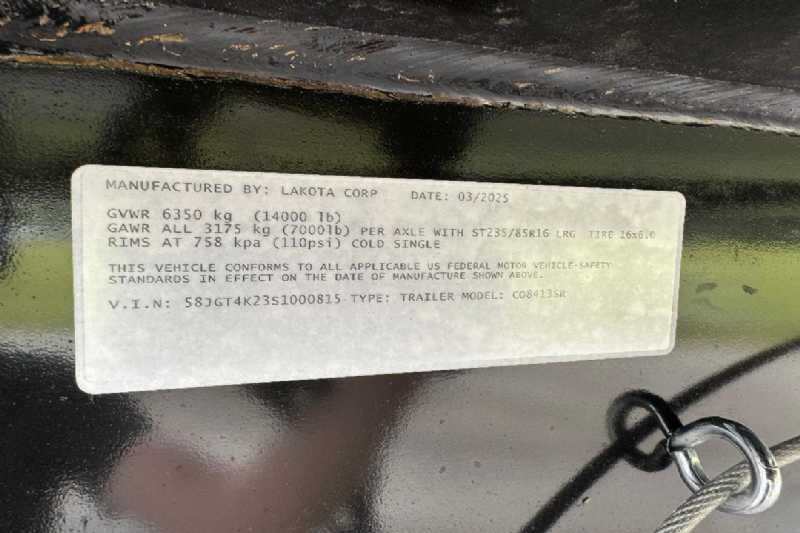 MANUFACTURED BY: LAKOTA CORP DATE: 03/2025
GVWR 6350 kg (14000 lb)
GAWR ALL 3175 kg (7000lb) PER AXLE WITH ST235/85R16 LRG TIRE 16x6.0
RIMS AT 758 kpa (110psi) COLD SINGLE
THIS VEHICLE CONFORMS TO ALL APPLICABLE US FEDERAL MOTOR VEHICLE-SAFETY
STANDARDS IN EFFECT ON THE DATE OF MANUFACTURE SHOWN ABOVE.
V.I.N: 58JGT4K23S1000815 TYPE: TRAILER MODEL: CO8413SR